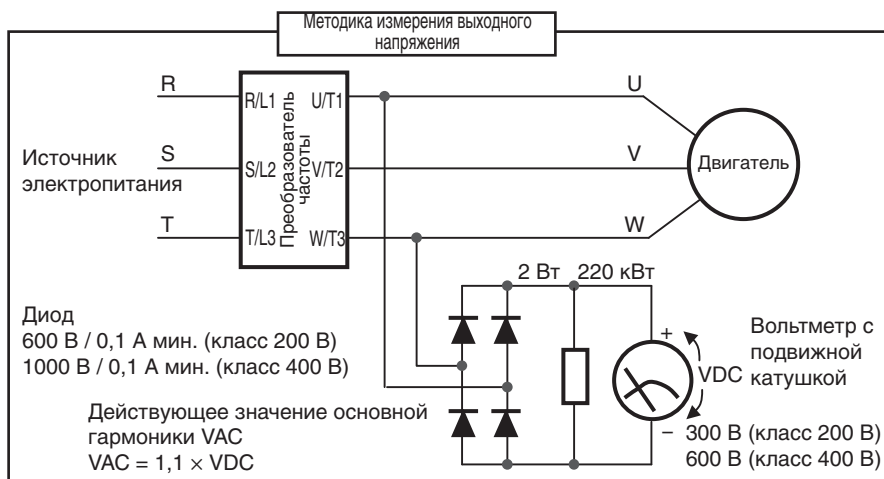 Методика измерения выходного
напряжения
R
R/L1
U/T1
U
Источник
электропитания
S
S/L2
V/T2
V
T
T/L3
W/T3
W
Преобразователь
частоты
Двигатель
2 Вт
220 кВт
Диод
600 В / 0,1 А мин. (класс 200 В)
1000 В / 0,1 А мин. (класс 400 В)
+
VDC
−
Вольтметр с
подвижной
катушкой
300 В (класс 200 В)
600 В (класс 400 В)
Действующее значение основной
гармоники VAC
VAC = 1,1 × VDC